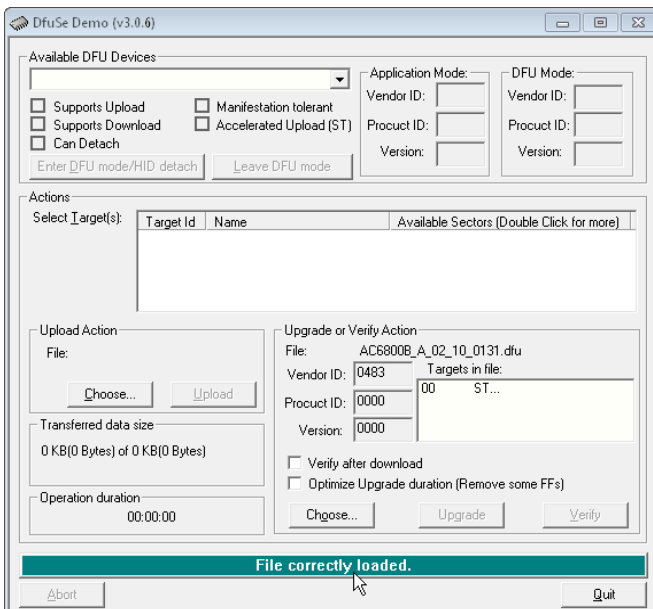 DfuSe Demo (v3.0.6)
Available DFU Devices
Supports Upload
Manifestation tolerant
Supports Download
Accelerated Upload (ST)
Can Detach
Enter DFU mode/HID detach
Leave DFU mode
Application Mode:
Vendor ID:
Procuct ID:
Version:
DFU Mode:
Vendor ID:
Procuct ID:
Version:
Actions
Select Target(s):
Target Id Name Available Sectors (Double Click for more)
Upload Action
File:
Choose... Upload
Transferred data size
0 KB(0 Bytes) of 0 KB(0 Bytes)
Operation duration
00:00:00
Upgrade or Verify Action
File: AC6800B_A_02_10_0131.dfu
Vendor ID: 0483
Procuct ID: 0000
Version: 0000
Targets in file:
00 ST...
Verify after download
Optimize Upgrade duration (Remove some FFs)
Choose... Upgrade Verify
File correctly loaded.
Abort Quit